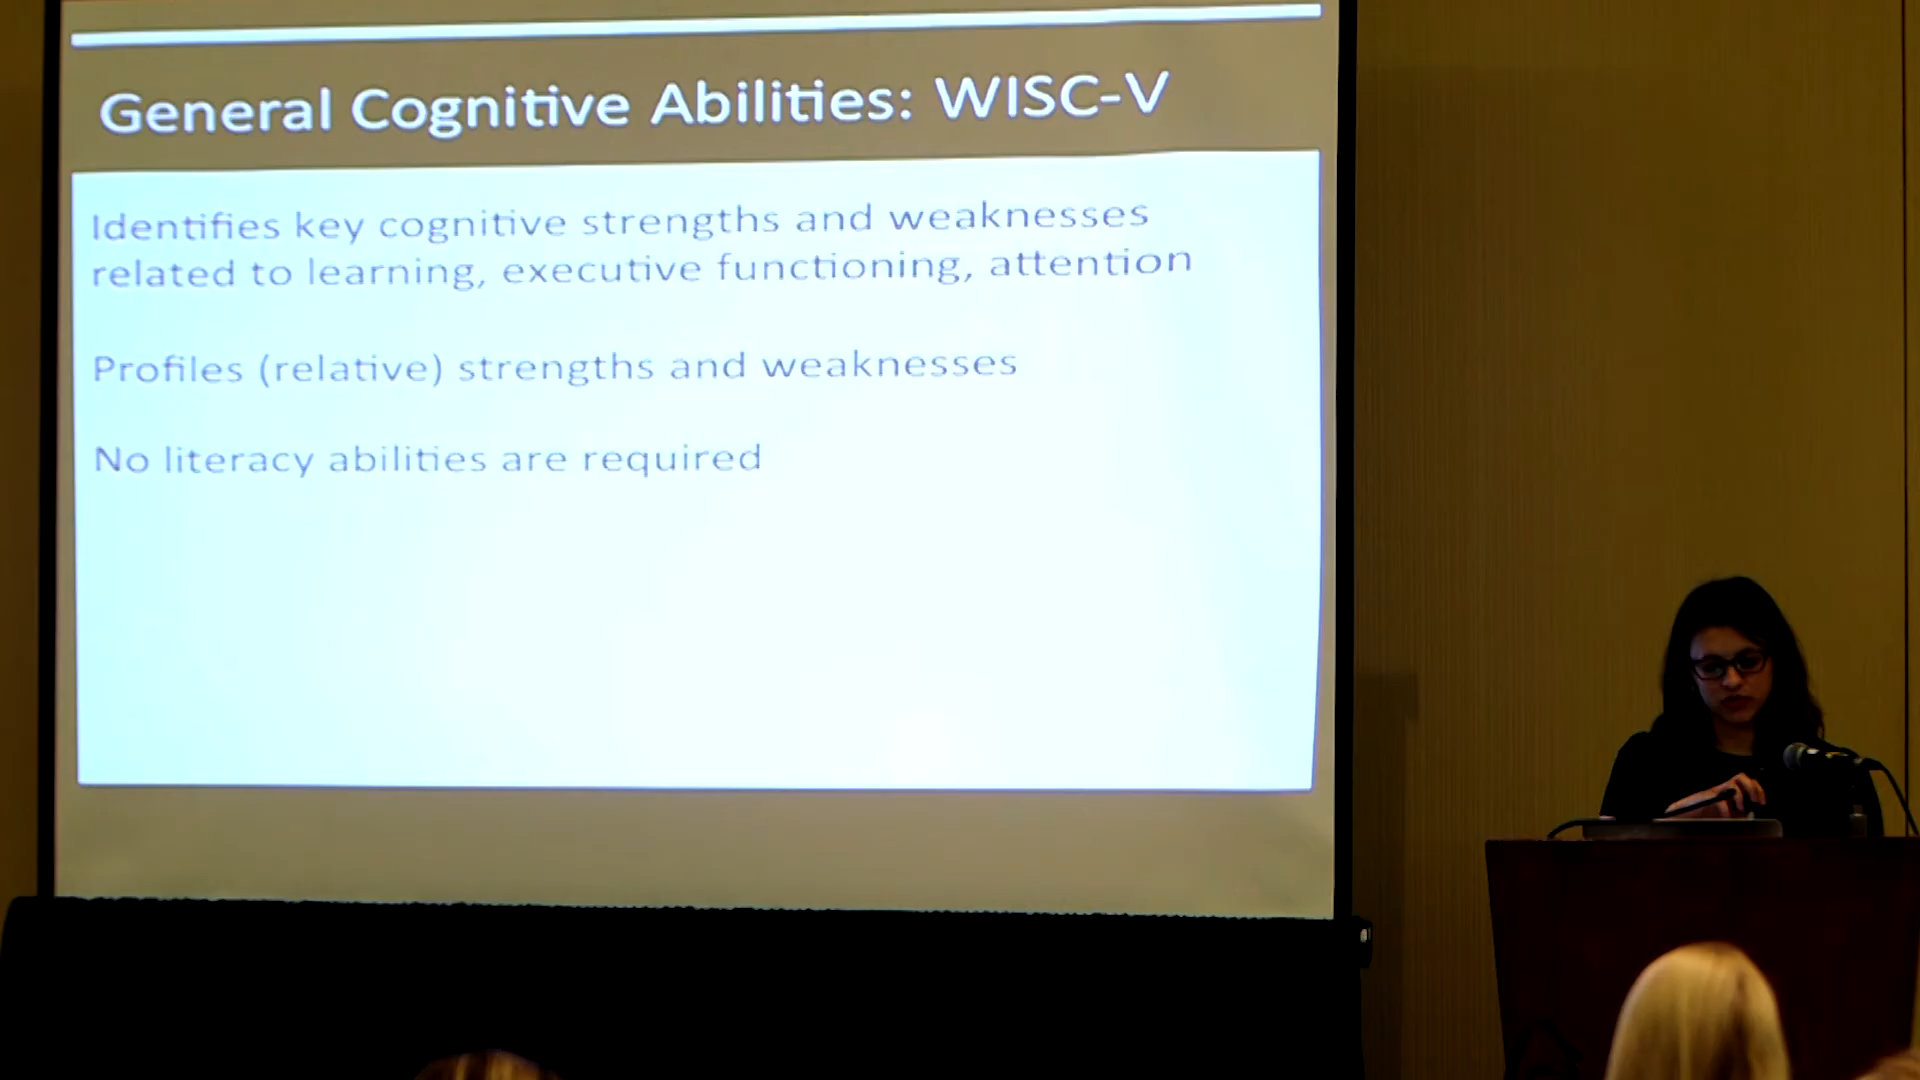 General Cognitive Abilities: WISC-V
Identifies key cognitive strengths and weaknesses
related to learning, executive functioning, attention
Profiles (relative) strengths and weaknesses
No literacy abilities are required